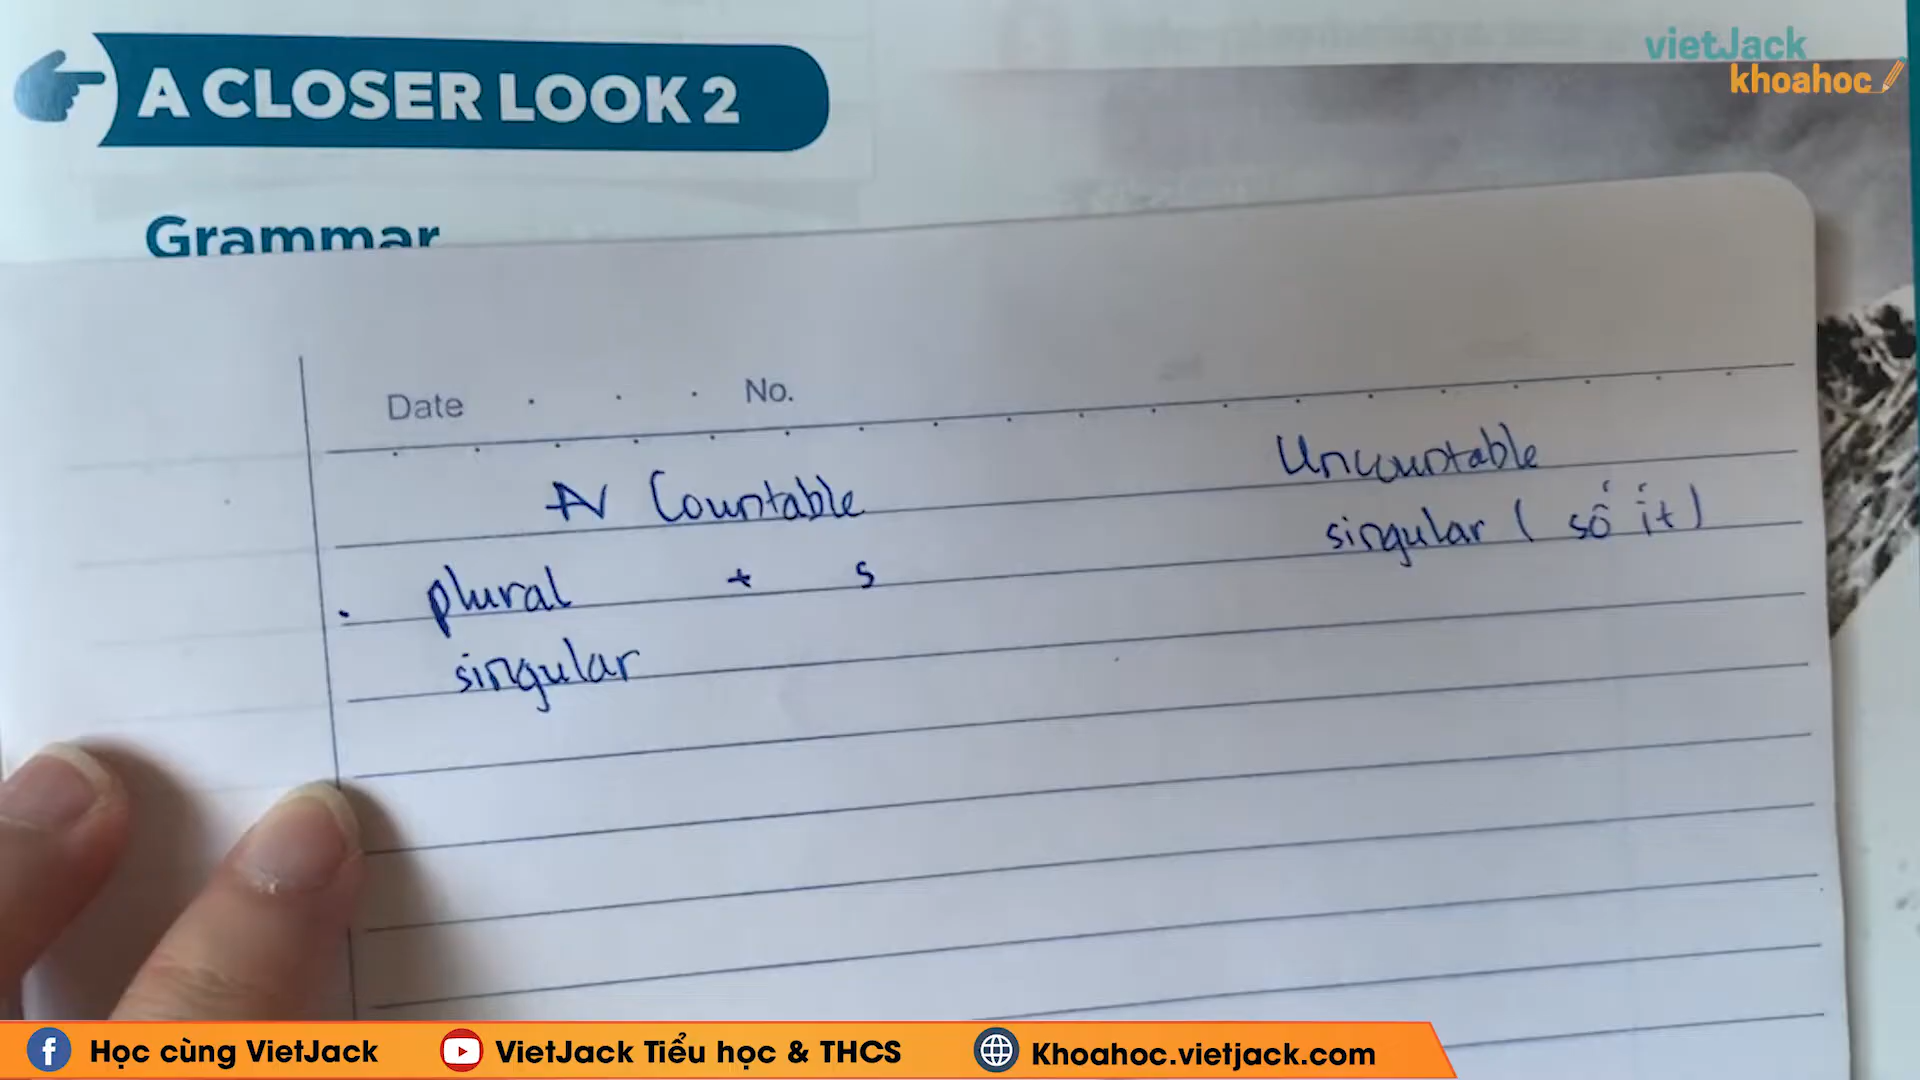 A CLOSER LOOK 2
vietJack
khoahoc
Grammar
Date No.
N Countable
Uncountable
singular ( số ít )
plural + s
singular
Học cùng VietJack
VietJack Tiểu học & THCS
Khoahoc.vietjack.com